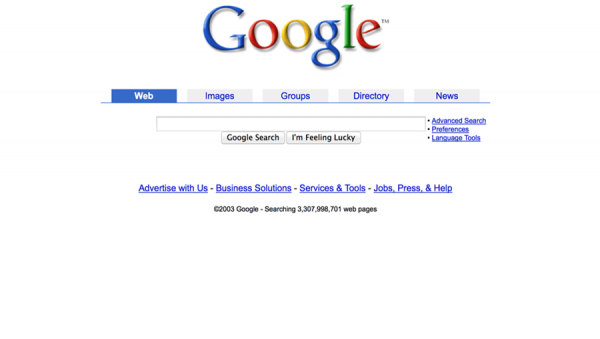 Google™
Web Images Groups Directory News
• Advanced Search
• Preferences
• Language Tools
Google Search I'm Feeling Lucky
Advertise with Us - Business Solutions - Services & Tools - Jobs, Press, & Help
©2003 Google - Searching 3,307,998,701 web pages